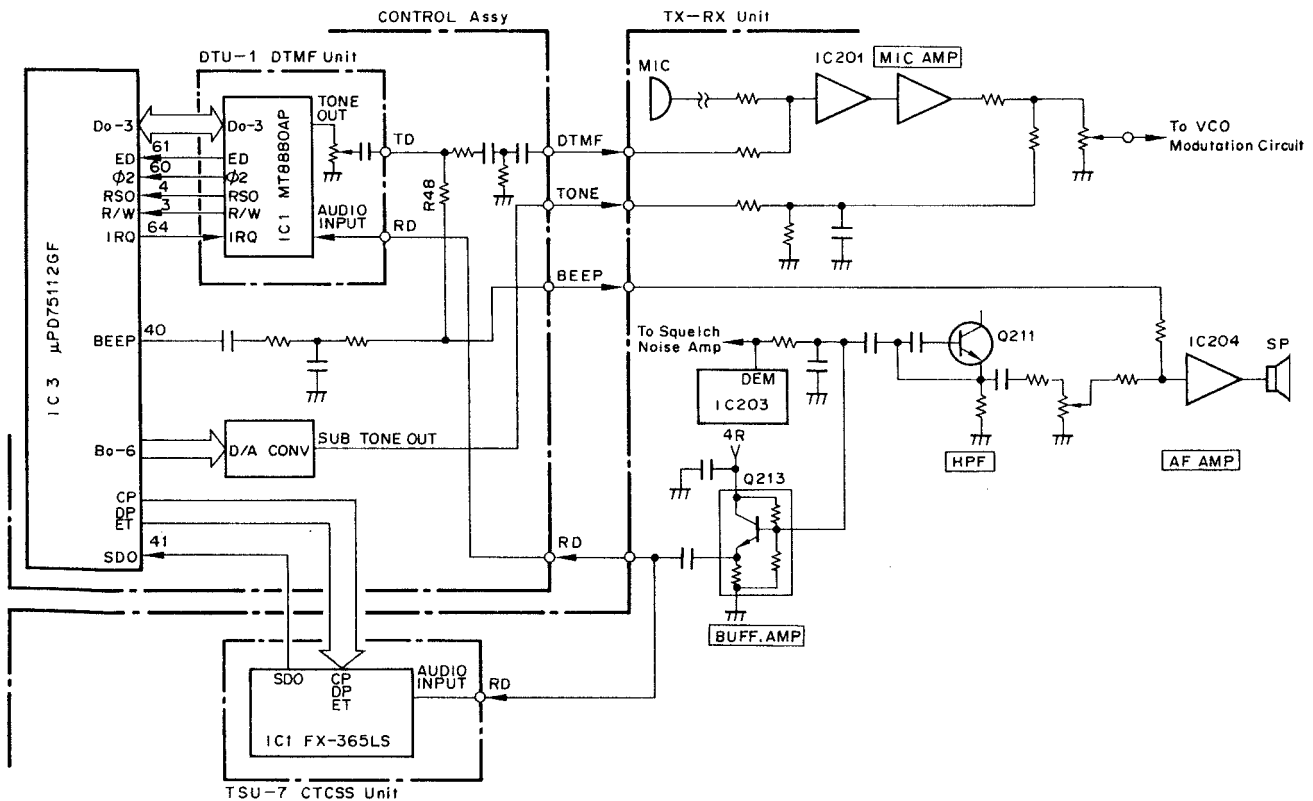 CONTROL Assy
TX-RX Unit
DTU-1 DTMF Unit
MIC
IC201
MIC AMP
TONE
OUT
Do-3
Do-3
TD
DTMF
To VCO
Modutation Circuit
ED
61
ED
φ2
60
φ2
RSO
4
RSO
R/W
3
R/W
IRQ
64
IRQ
IC1 MT8880AP
AUDIO
INPUT
RD
R48
TONE
BEEP
IC3 μPD75112GF
BEEP
40
To Squelch
Noise Amp
DEM
IC203
Q211
IC204
SP
4R
HPF
AF AMP
Bo-6
D/A CONV
SUB TONE OUT
Q213
CP
DP
ET
SDO
41
RD
BUFF.AMP
SDO
CP
DP
ET
AUDIO
INPUT
RD
IC1 FX-365LS
TSU-7 CTCSS Unit